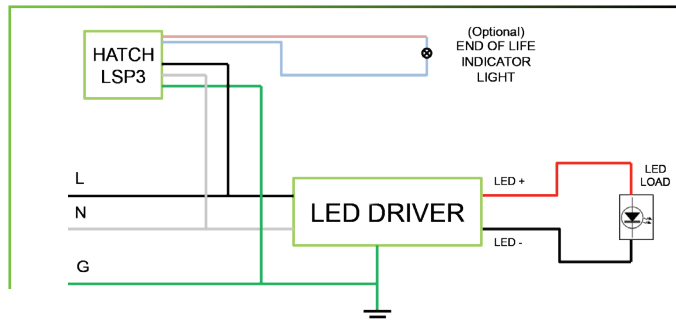 HATCH
LSP3
(Optional)
END OF LIFE
INDICATOR
LIGHT
L
N
G
LED DRIVER
LED +
LED -
LED
LOAD